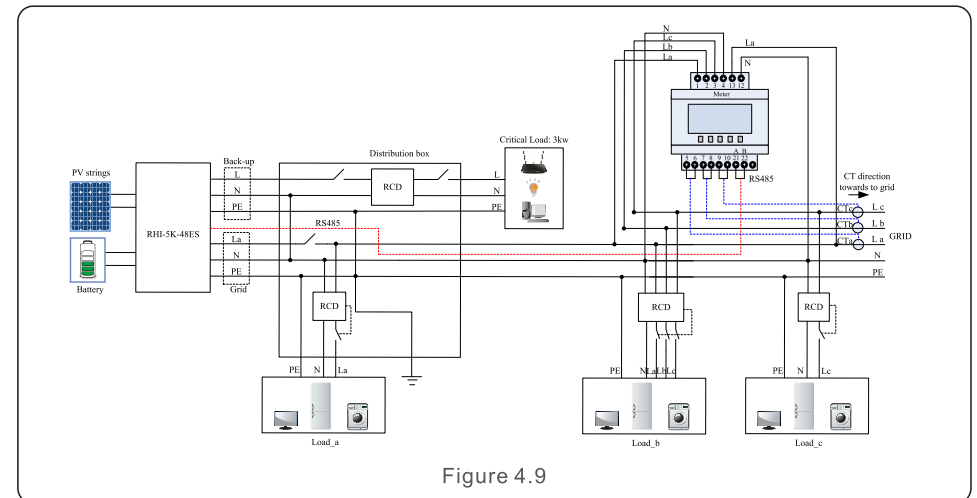 N
Lc
Lb
La
La
N
1 2 3 4 13 12
Meter
A B
5 6 7 8 9 10 21 22
RS485
CT direction
towards to grid
CTc L c
CTb L b
CTa L a
GRID
N
PE
Critical Load: 3kw
L
N
PE
Distribution box
RCD
Back-up
L
N
PE
PV strings
RHI-5K-48ES
Battery
RS485
La
N
PE
Grid
RCD
RCD
RCD
PE N La
PE N La Lb Lc
PE N Lc
Load_a
Load_b
Load_c
Figure 4.9